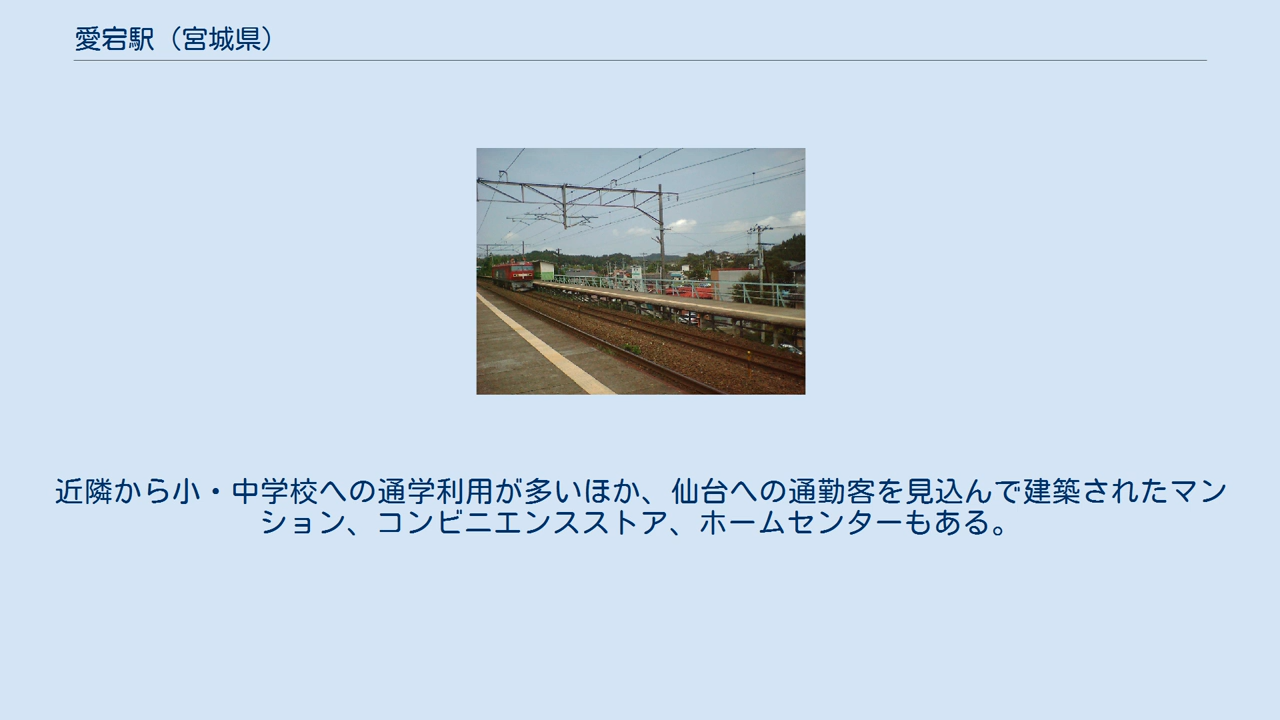 愛宕駅（宮城県）
近隣から小・中学校への通学利用が多いほか、仙台への通勤客を見込んで建築されたマン
ション、コンビニエンスストア、ホームセンターもある。